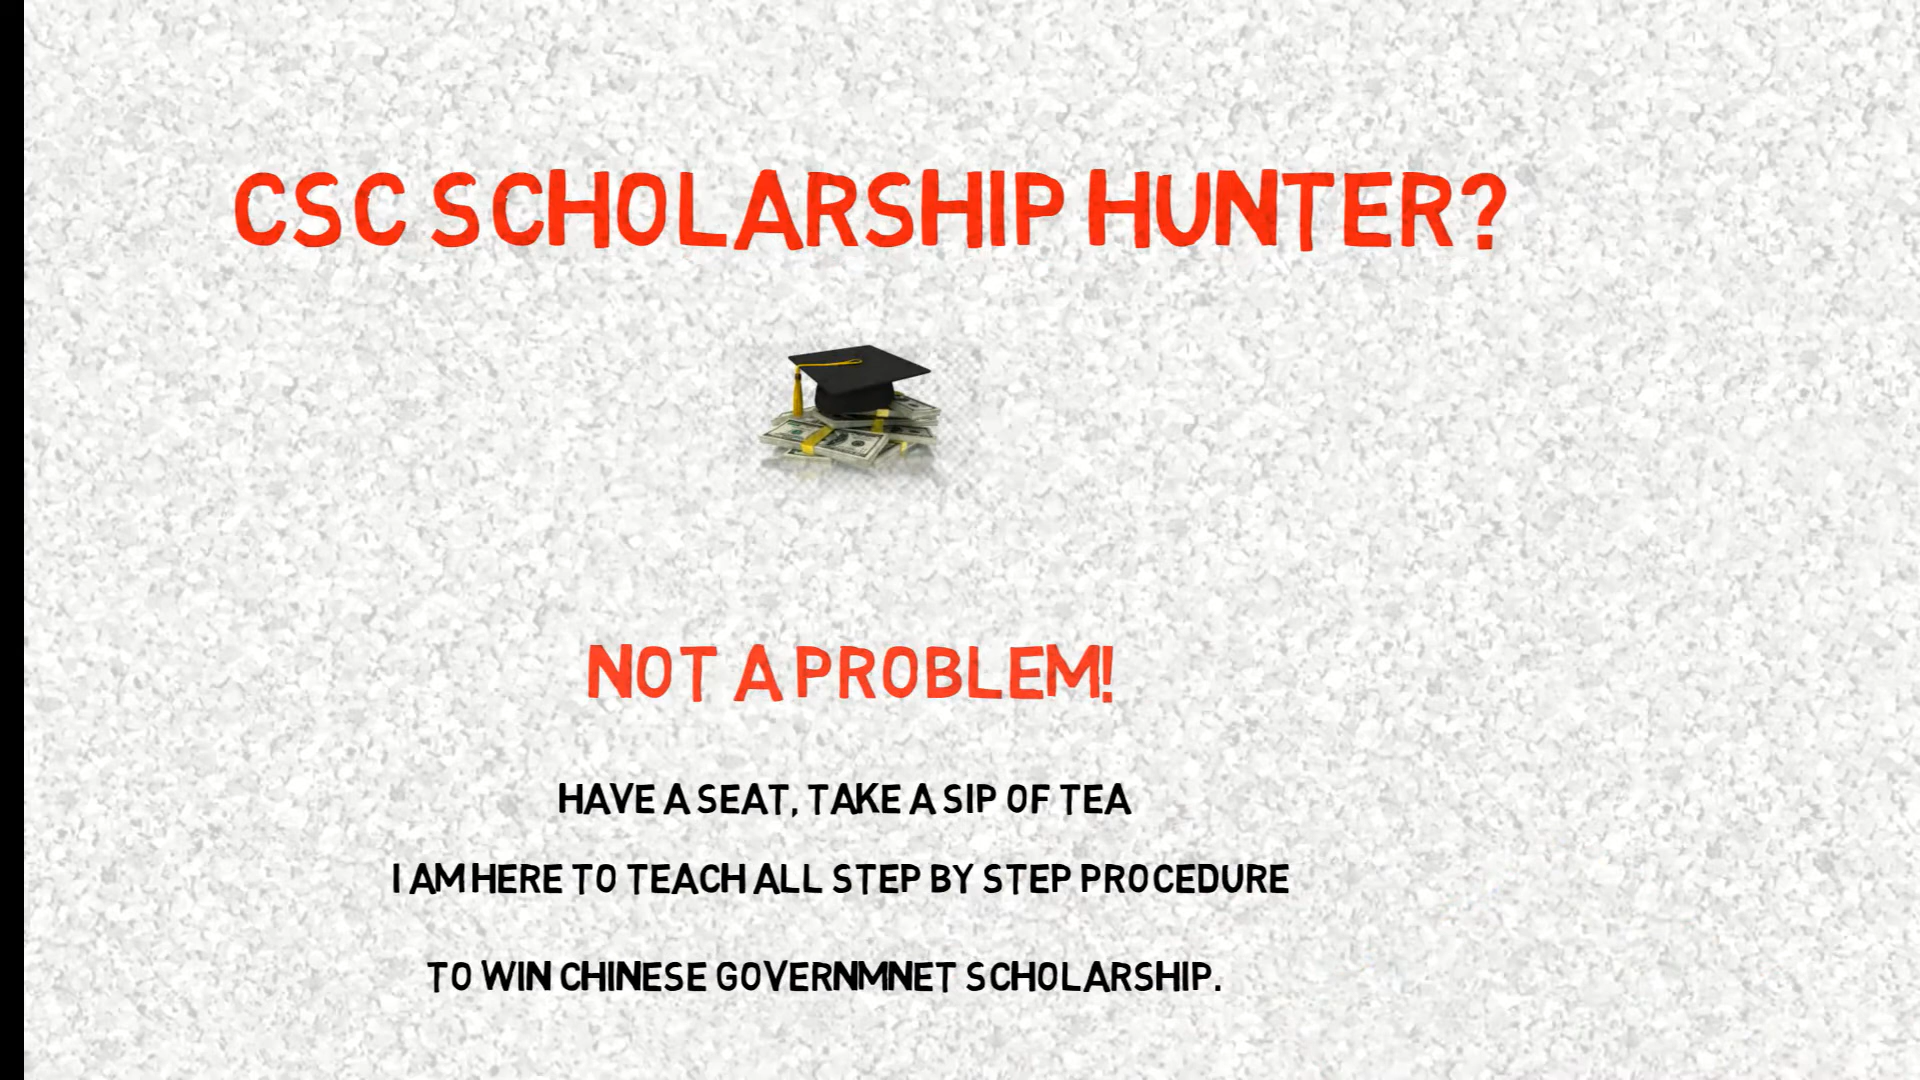 CSC SCHOLARSHIP HUNTER?
NOT A PROBLEM!
HAVE A SEAT, TAKE A SIP OF TEA
I AM HERE TO TEACH ALL STEP BY STEP PROCEDURE
TO WIN CHINESE GOVERNMNET SCHOLARSHIP.